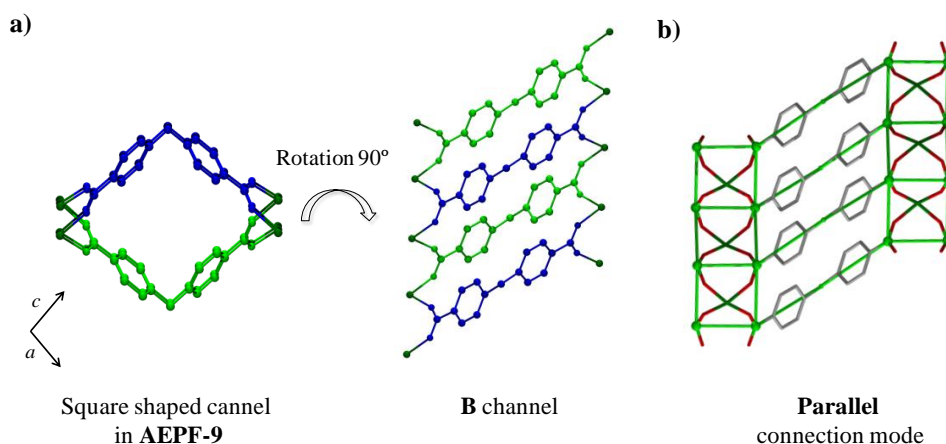 a)
b)
Rotation 90º
c
a
Square shaped cannel
in AEPF-9
B channel
Parallel
connection mode